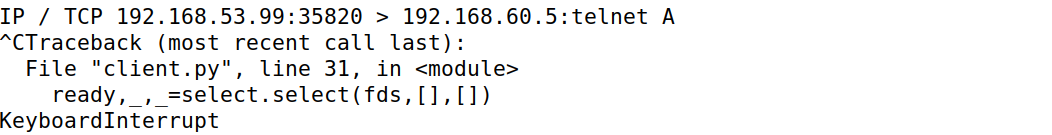 IP / TCP 192.168.53.99:35820 > 192.168.60.5:telnet A
^CTraceback (most recent call last):
  File "client.py", line 31, in <module>
    ready,_,_=select.select(fds,[],[])
KeyboardInterrupt